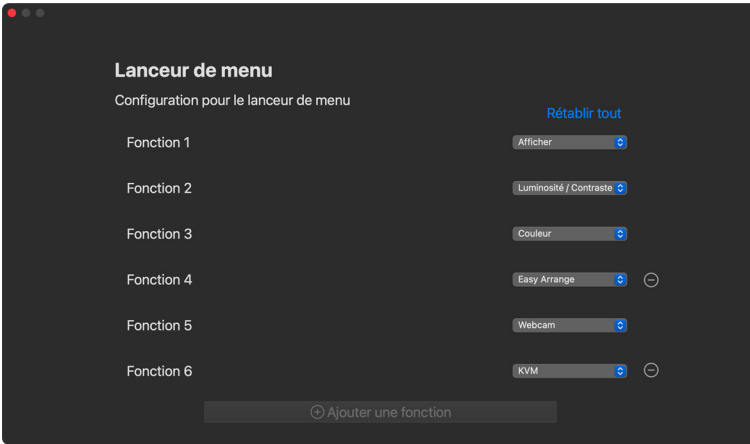 Lanceur de menu
Configuration pour le lanceur de menu
Rétablir tout
Fonction 1 Afficher
Fonction 2 Luminosité / Contraste
Fonction 3 Couleur
Fonction 4 Easy Arrange
Fonction 5 Webcam
Fonction 6 KVM
Ajouter une fonction